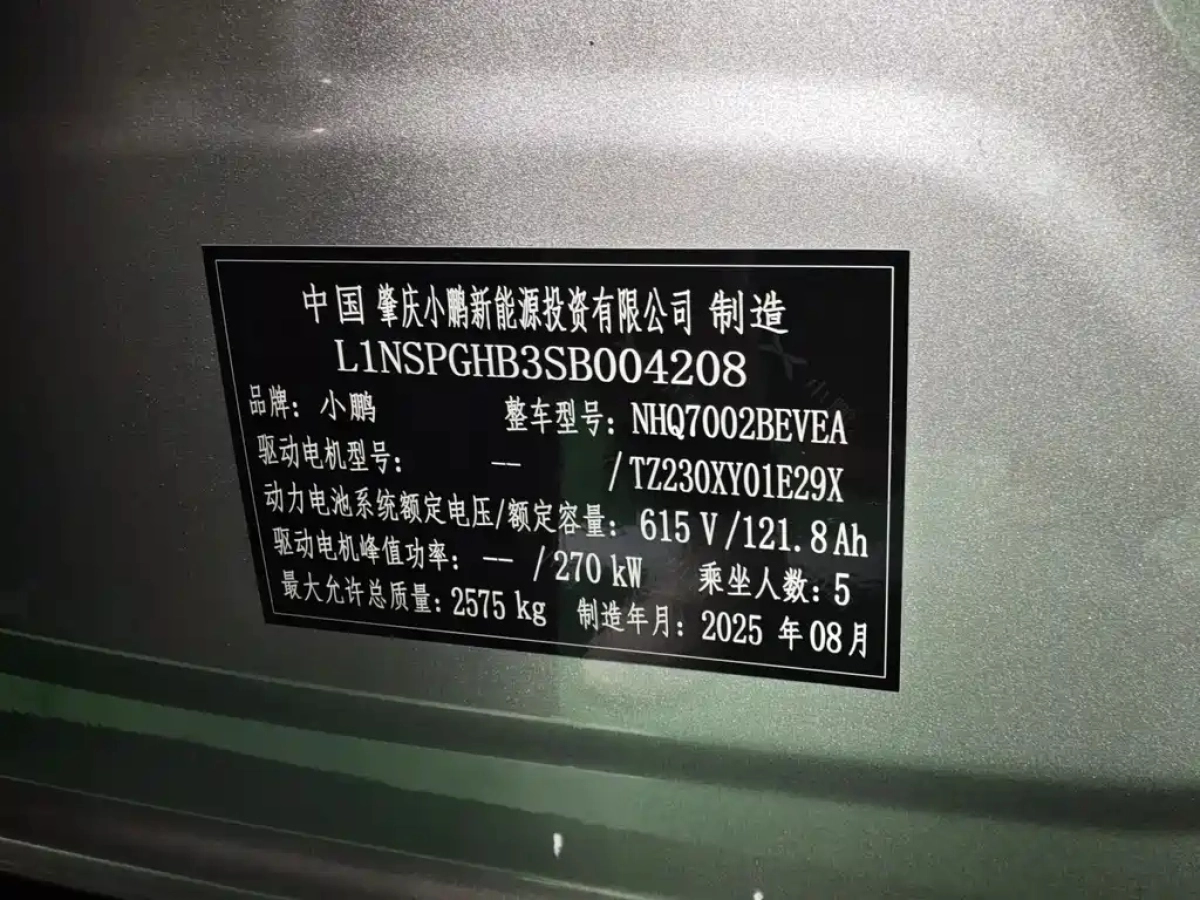 中国 肇庆小鹏新能源投资有限公司 制造
L1NSPGHB3SB004208
品牌: 小鹏 整车型号: NHQ7002BEVEA
驱动电机型号: -- /TZ230XY01E29X
动力电池系统额定电压/额定容量: 615 V /121.8 Ah
驱动电机峰值功率: -- /270 kW 乘坐人数: 5
最大允许总质量: 2575 kg 制造年月: 2025 年 08 月